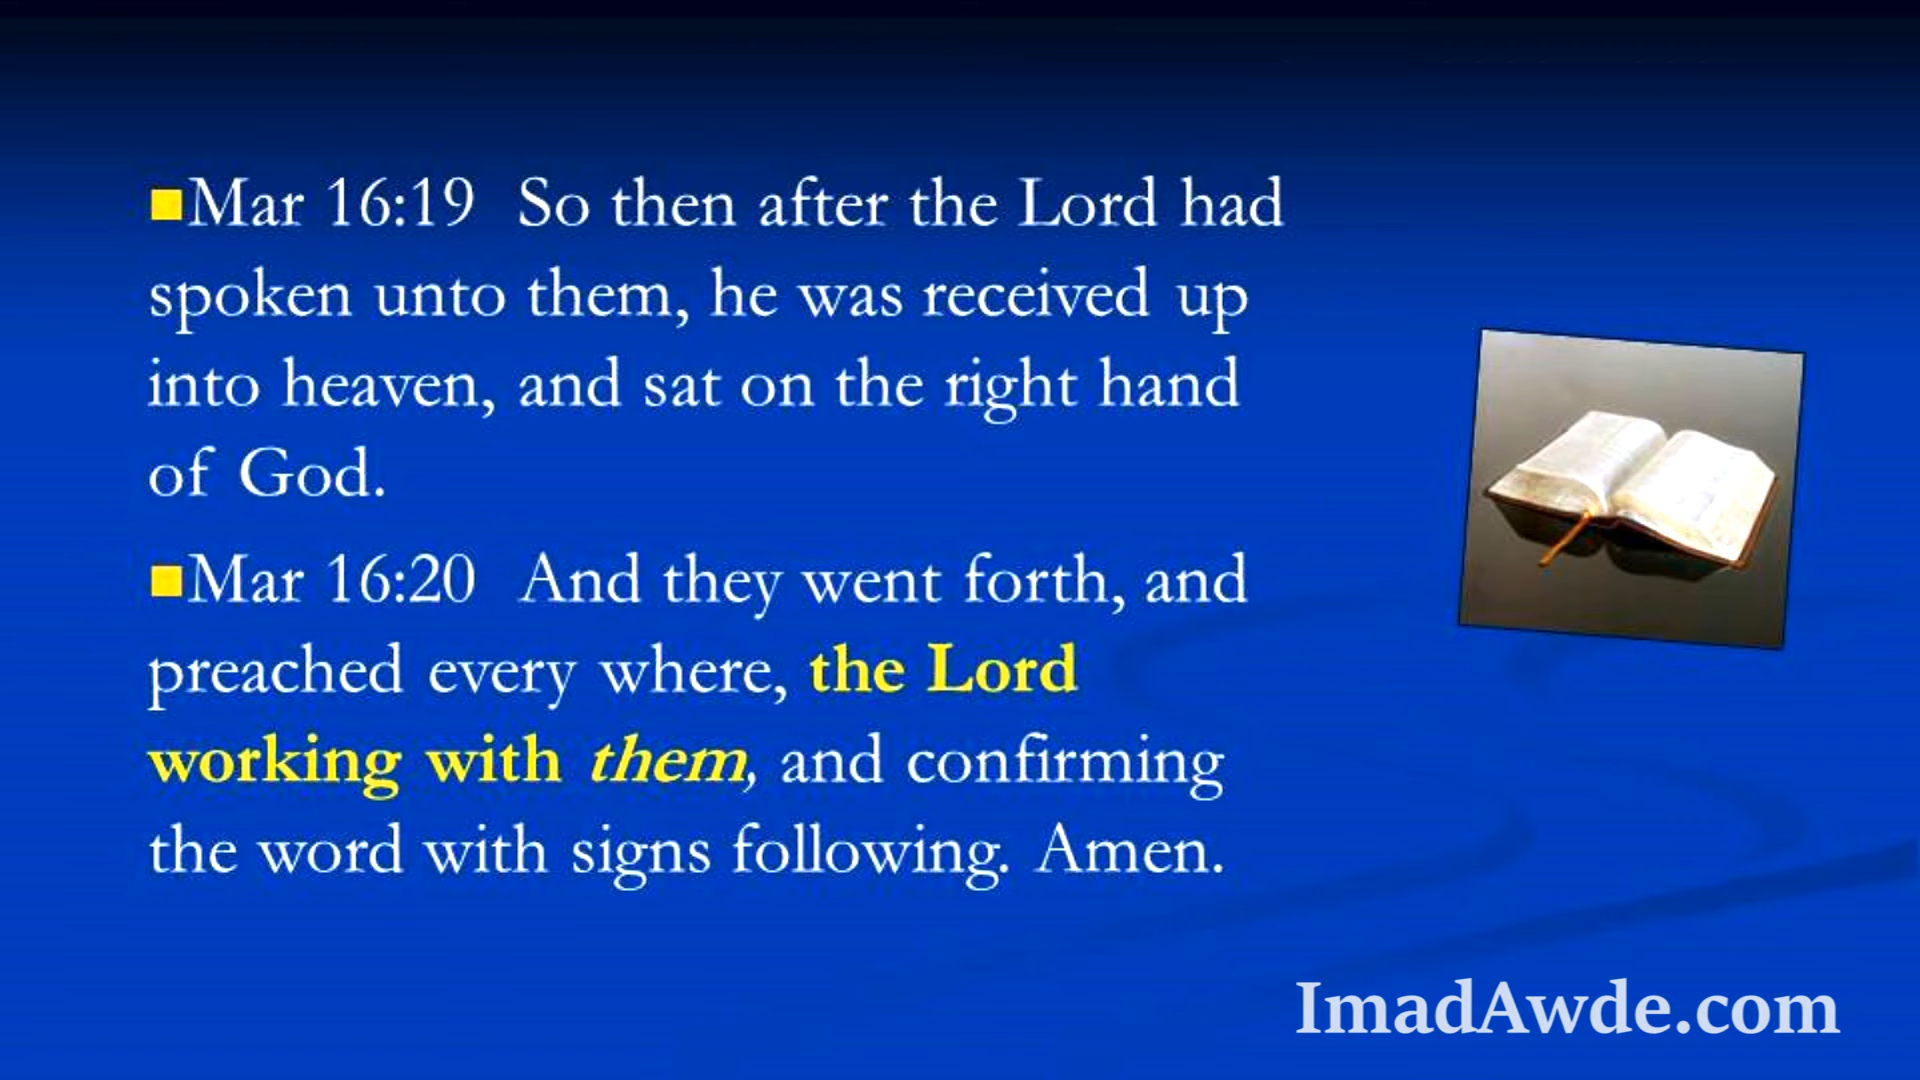 ■Mar 16:19 So then after the Lord had
spoken unto them, he was received up
into heaven, and sat on the right hand
of God.
■Mar 16:20 And they went forth, and
preached every where, the Lord
working with them, and confirming
the word with signs following. Amen.
ImadAwde.com